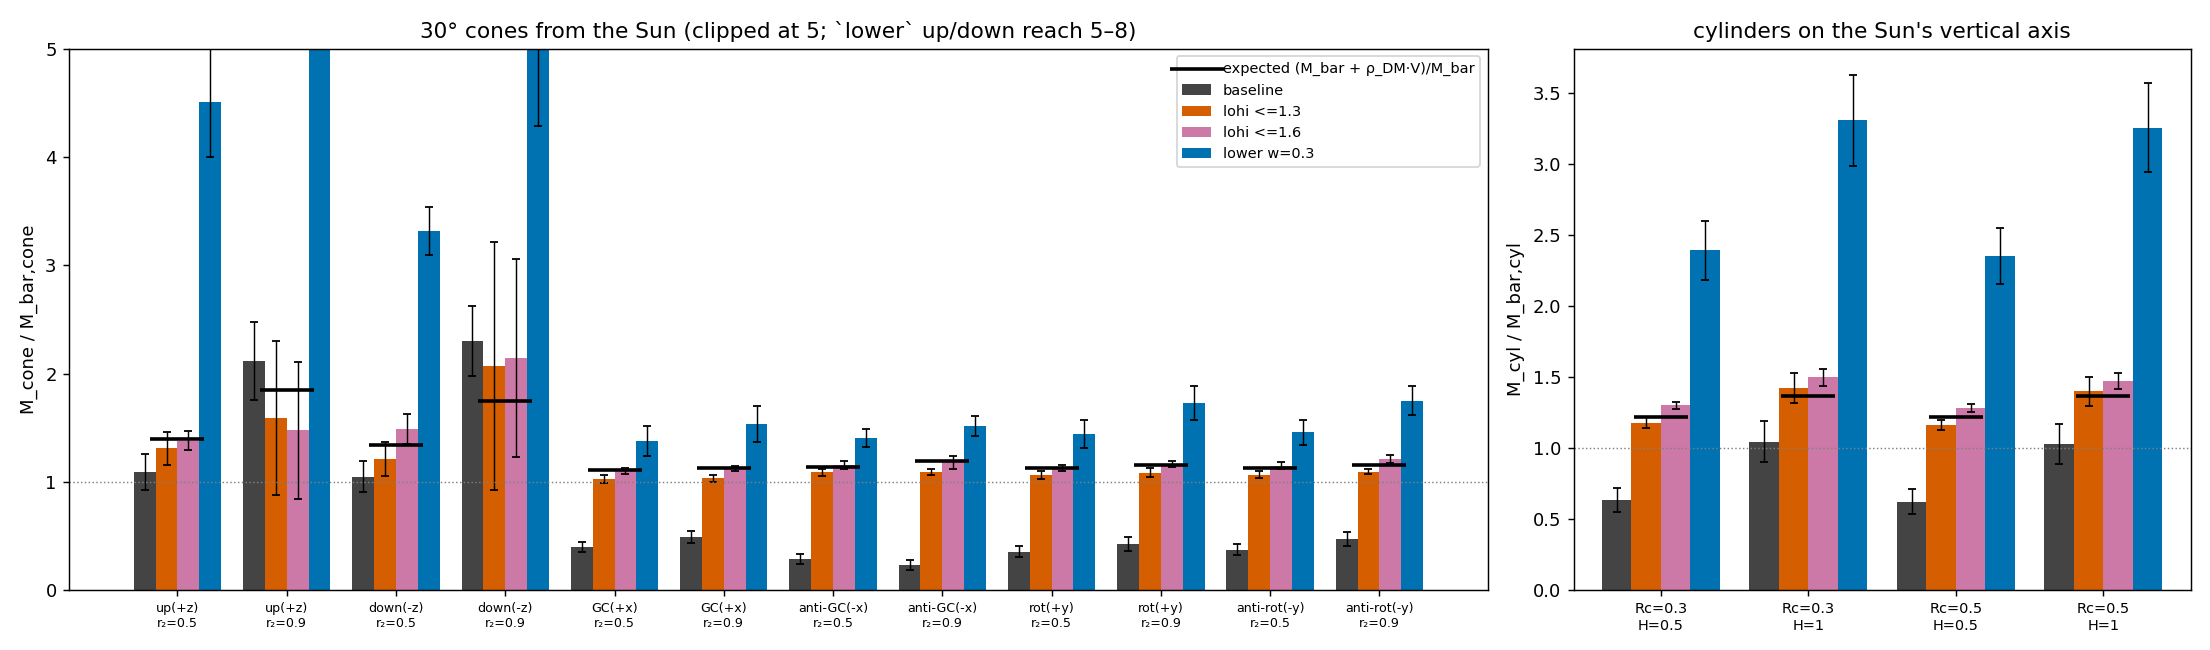 30° cones from the Sun (clipped at 5; `lower` up/down reach 5–8)
M_cone / M_bar,cone
5
4
3
2
1
0
expected (M_bar + ρ_DM·V)/M_bar
baseline
lohi <=1.3
lohi <=1.6
lower w=0.3
up(+z)
r₂=0.5
up(+z)
r₂=0.9
down(-z)
r₂=0.5
down(-z)
r₂=0.9
GC(+x)
r₂=0.5
GC(+x)
r₂=0.9
anti-GC(-x)
r₂=0.5
anti-GC(-x)
r₂=0.9
rot(+y)
r₂=0.5
rot(+y)
r₂=0.9
anti-rot(-y)
r₂=0.5
anti-rot(-y)
r₂=0.9
cylinders on the Sun's vertical axis
M_cyl / M_bar,cyl
3.5
3.0
2.5
2.0
1.5
1.0
0.5
0.0
Rc=0.3
H=0.5
Rc=0.3
H=1
Rc=0.5
H=0.5
Rc=0.5
H=1